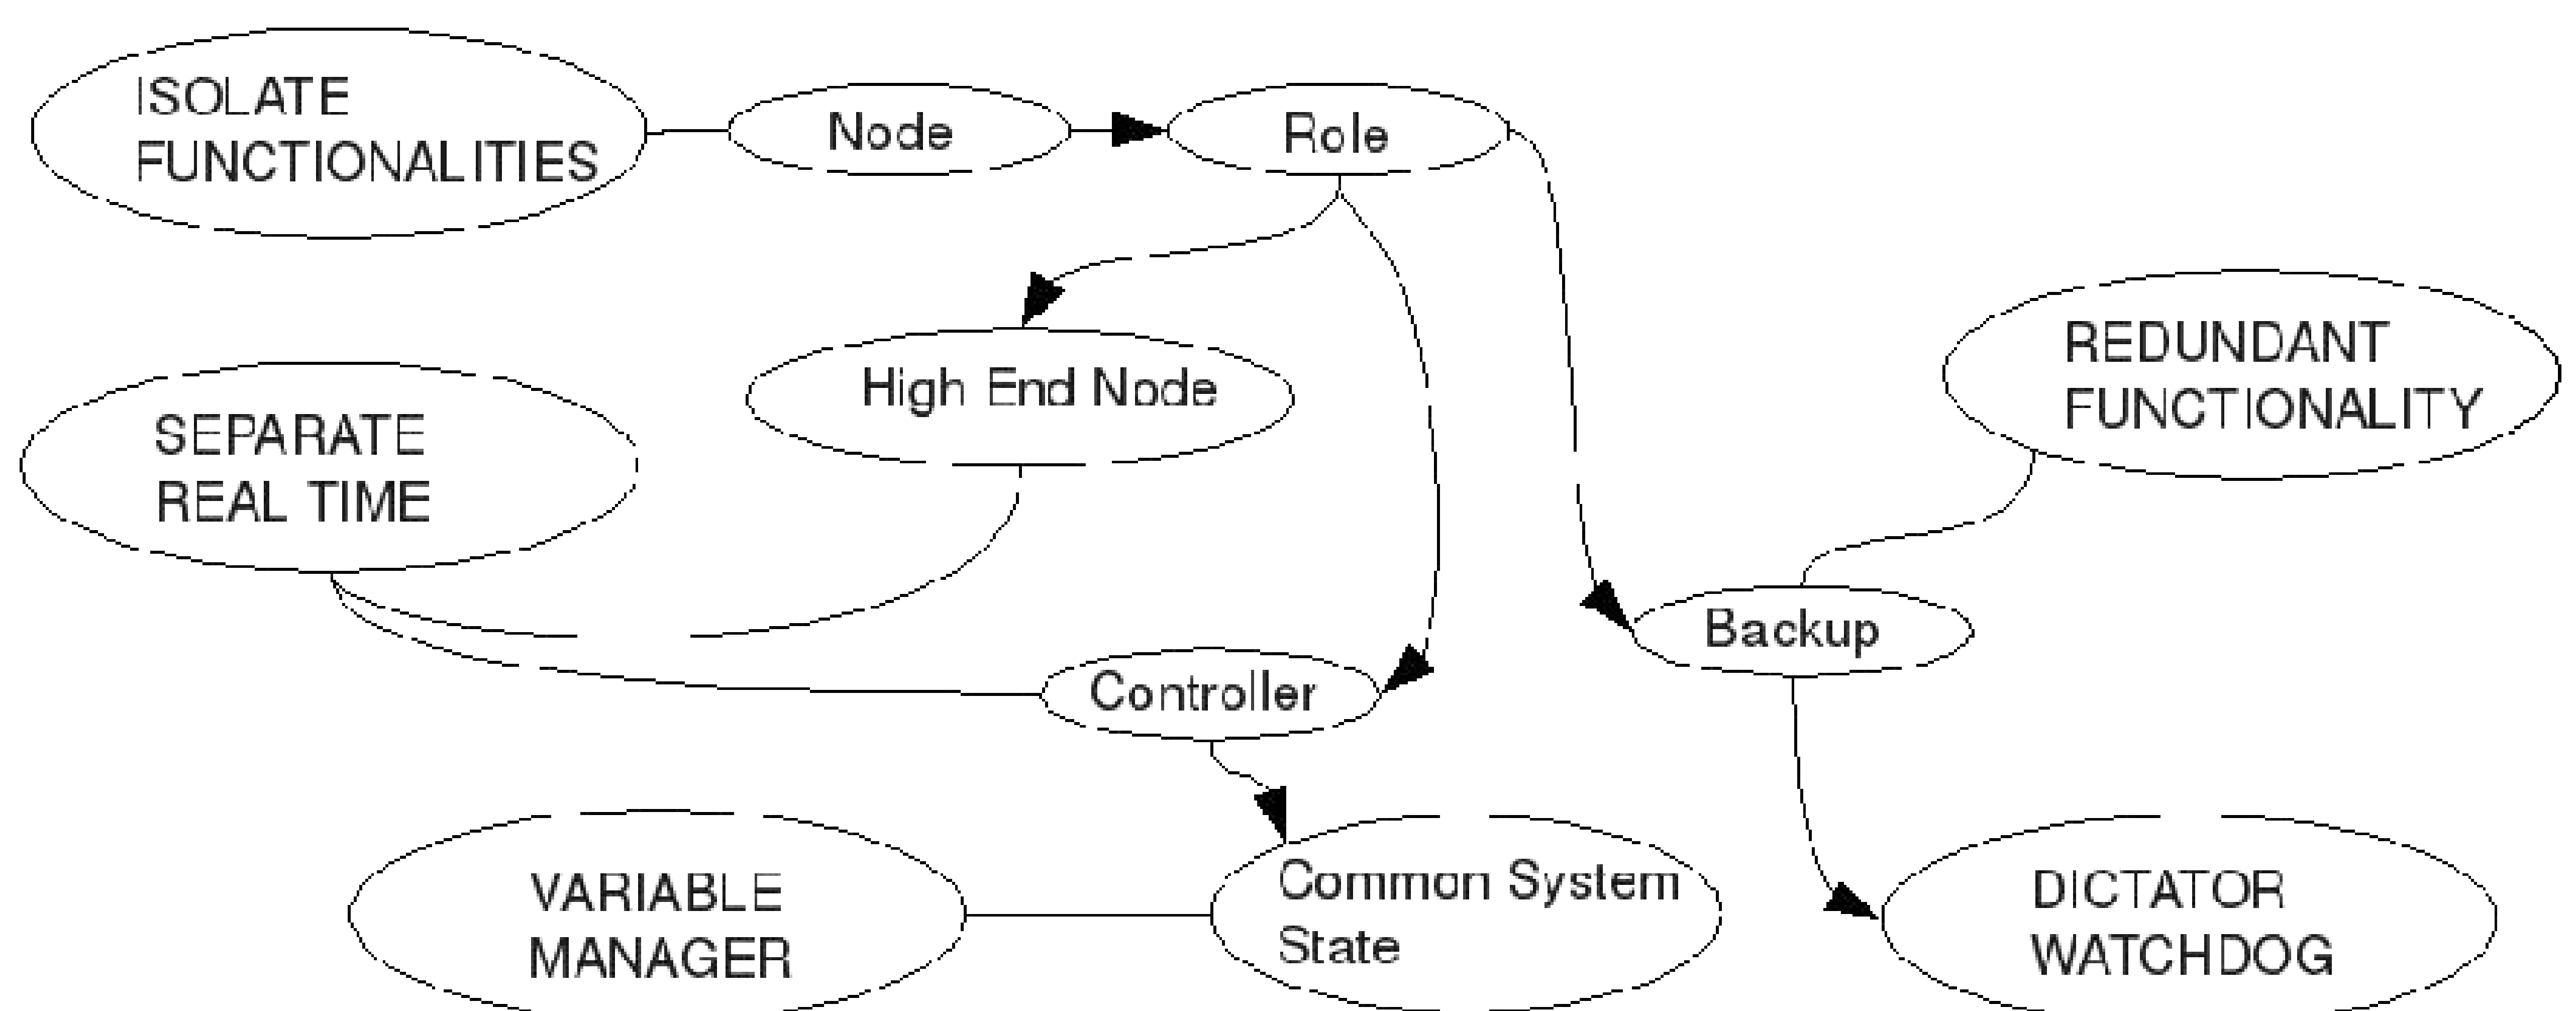 ISOLATE
FUNCTIONALITIES
Node
Role
High End Node
REDUNDANT
FUNCTIONALITY
SEPARATE
REAL TIME
Backup
Controller
VARIABLE
MANAGER
Common System
State
DICTATOR
WATCHDOG